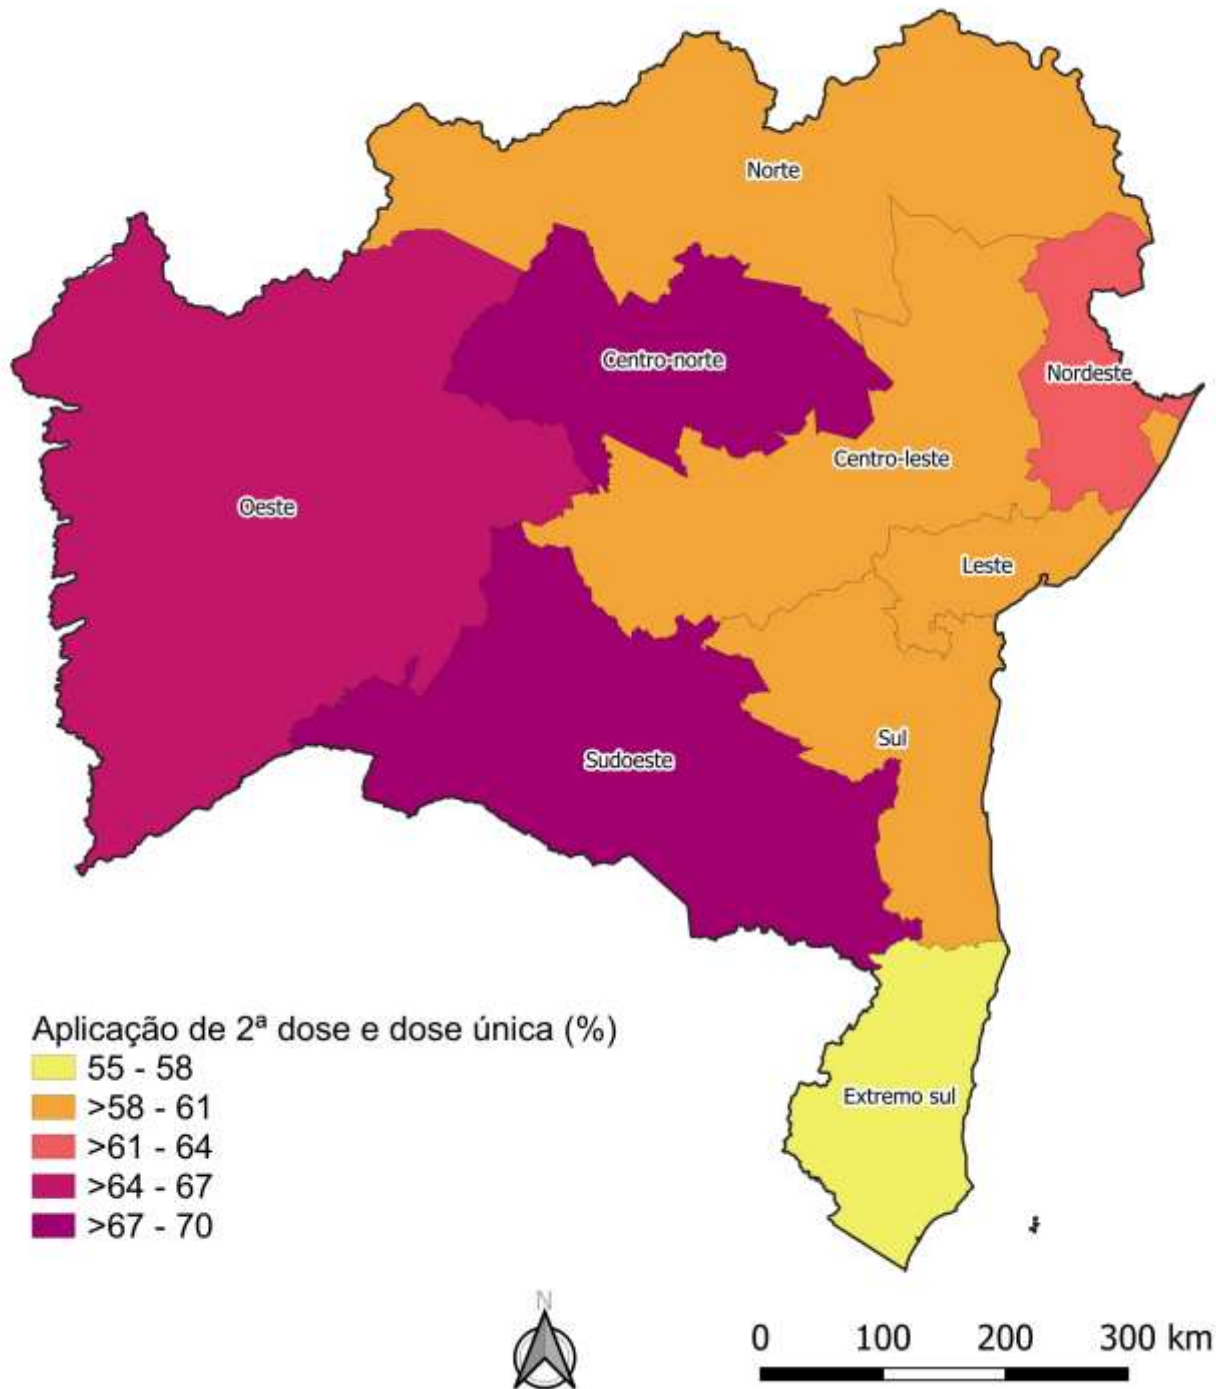 Norte
Centro-norte
Nordeste
Centro-leste
Oeste
Leste
Sul
Sudoeste
Aplicação de 2ª dose e dose única (%)
55 - 58
>58 - 61
>61 - 64
>64 - 67
>67 - 70
Extremo sul
N
0 100 200 300 km